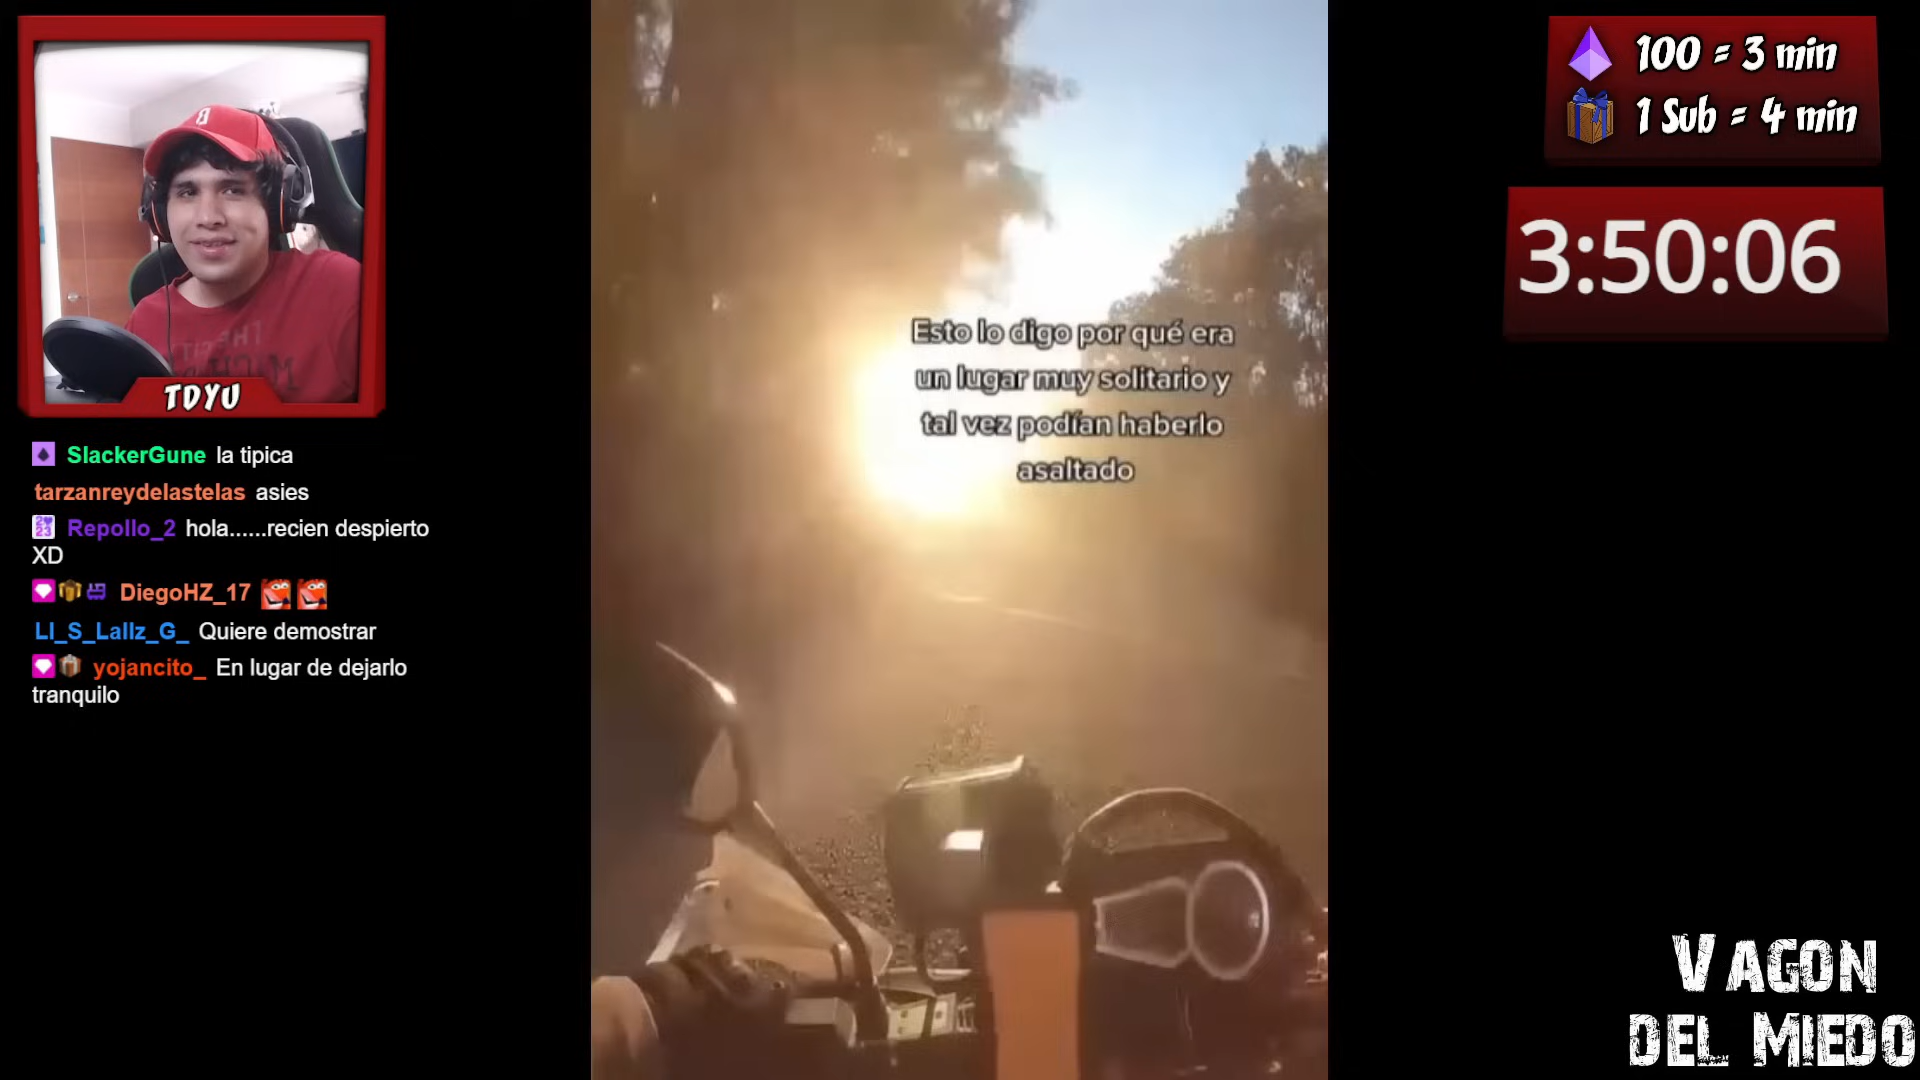 TDYU
SlackerGune la tipica
tarzanreydelastelas asies
Repollo_2 hola......recien despierto
XD
DiegoHZ_17
LI_S_Lallz_G_ Quiere demostrar
yojancito_ En lugar de dejarlo
tranquilo
Esto lo digo por qué era
un lugar muy solitario y
tal vez podían haberlo
asaltado
100 = 3 min
1 Sub = 4 min
3:50:06
VAGON
DEL MIEDO